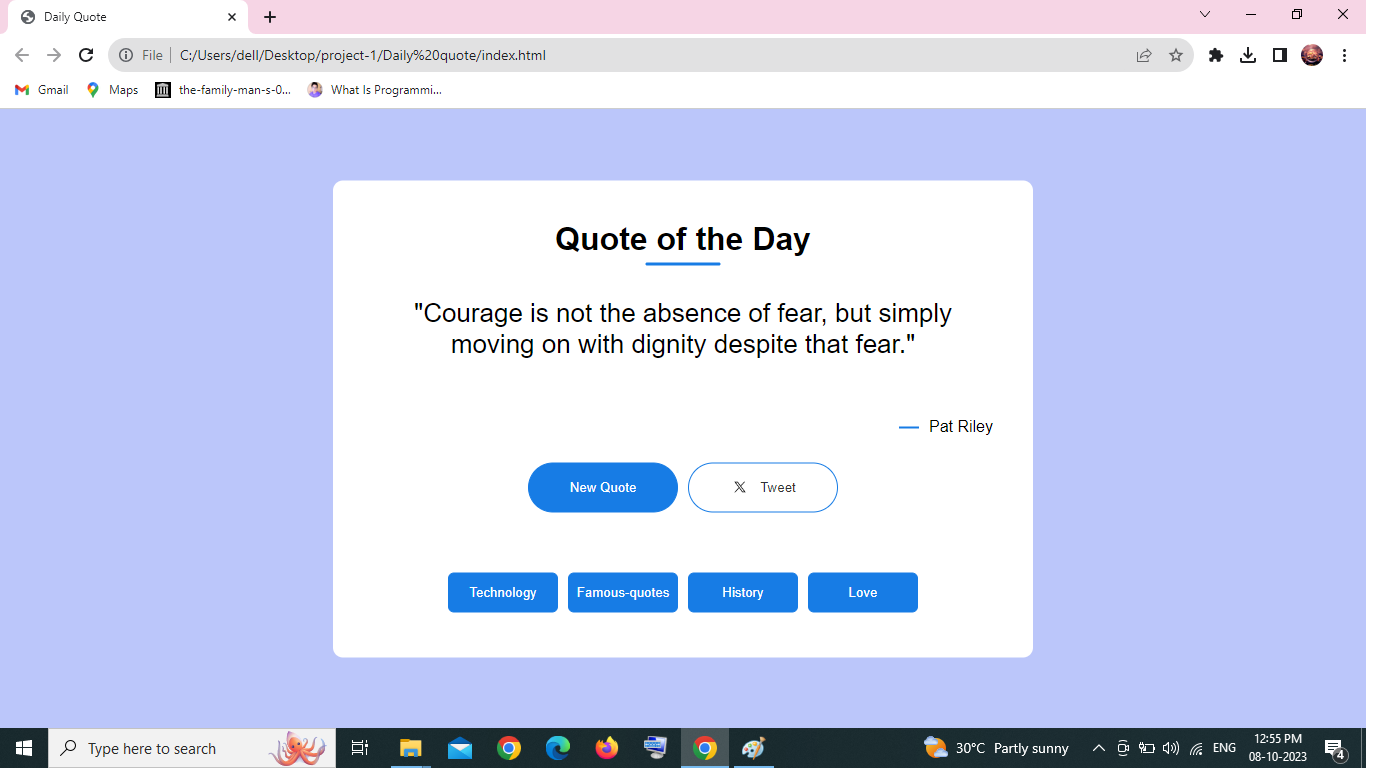 Daily Quote
File
C:/Users/dell/Desktop/project-1/Daily%20quote/index.html
Gmail
Maps
the-family-man-s-0...
What Is Programmi...
Quote of the Day
"Courage is not the absence of fear, but simply
moving on with dignity despite that fear."
— Pat Riley
New Quote
𝕏 Tweet
Technology
Famous-quotes
History
Love
Type here to search
30°C Partly sunny
ENG
12:55 PM
08-10-2023
4